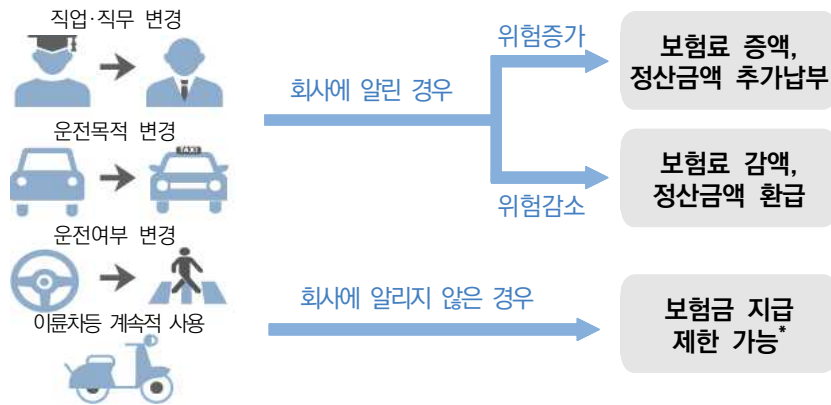 직업·직무 변경
운전목적 변경
TAXI
운전여부 변경
이륜차등 계속적 사용
회사에 알린 경우
위험증가
보험료 증액,
정산금액 추가납부
위험감소
보험료 감액,
정산금액 환급
회사에 알리지 않은 경우
보험금 지급
제한 가능*